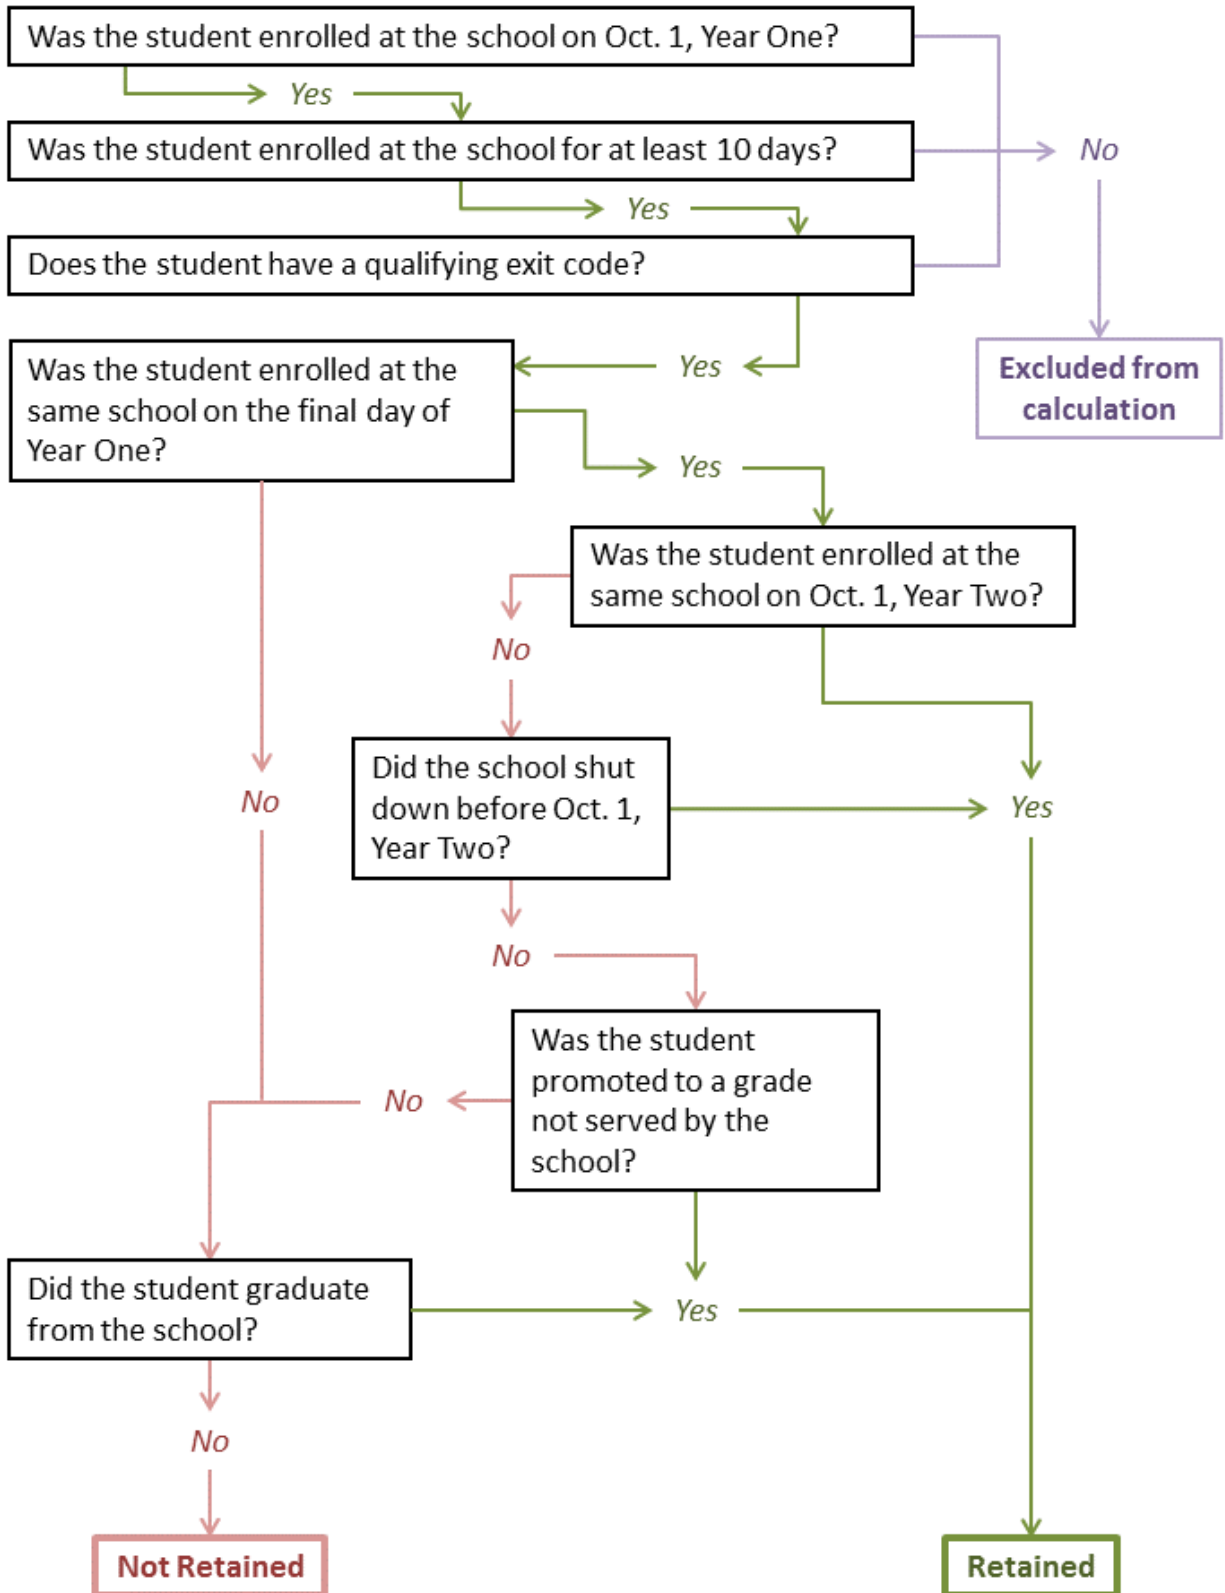 Was the student enrolled at the school on Oct. 1, Year One?
Yes
Was the student enrolled at the school for at least 10 days?
No
Yes
Does the student have a qualifying exit code?
Yes
Was the student enrolled at the
same school on the final day of
Year One?
Excluded from
calculation
Yes
Was the student enrolled at the
same school on Oct. 1, Year Two?
No
Did the school shut
down before Oct. 1,
Year Two?
No
Yes
No
Was the student
promoted to a grade
not served by the
school?
No
Did the student graduate
from the school?
Yes
No
Not Retained
Retained